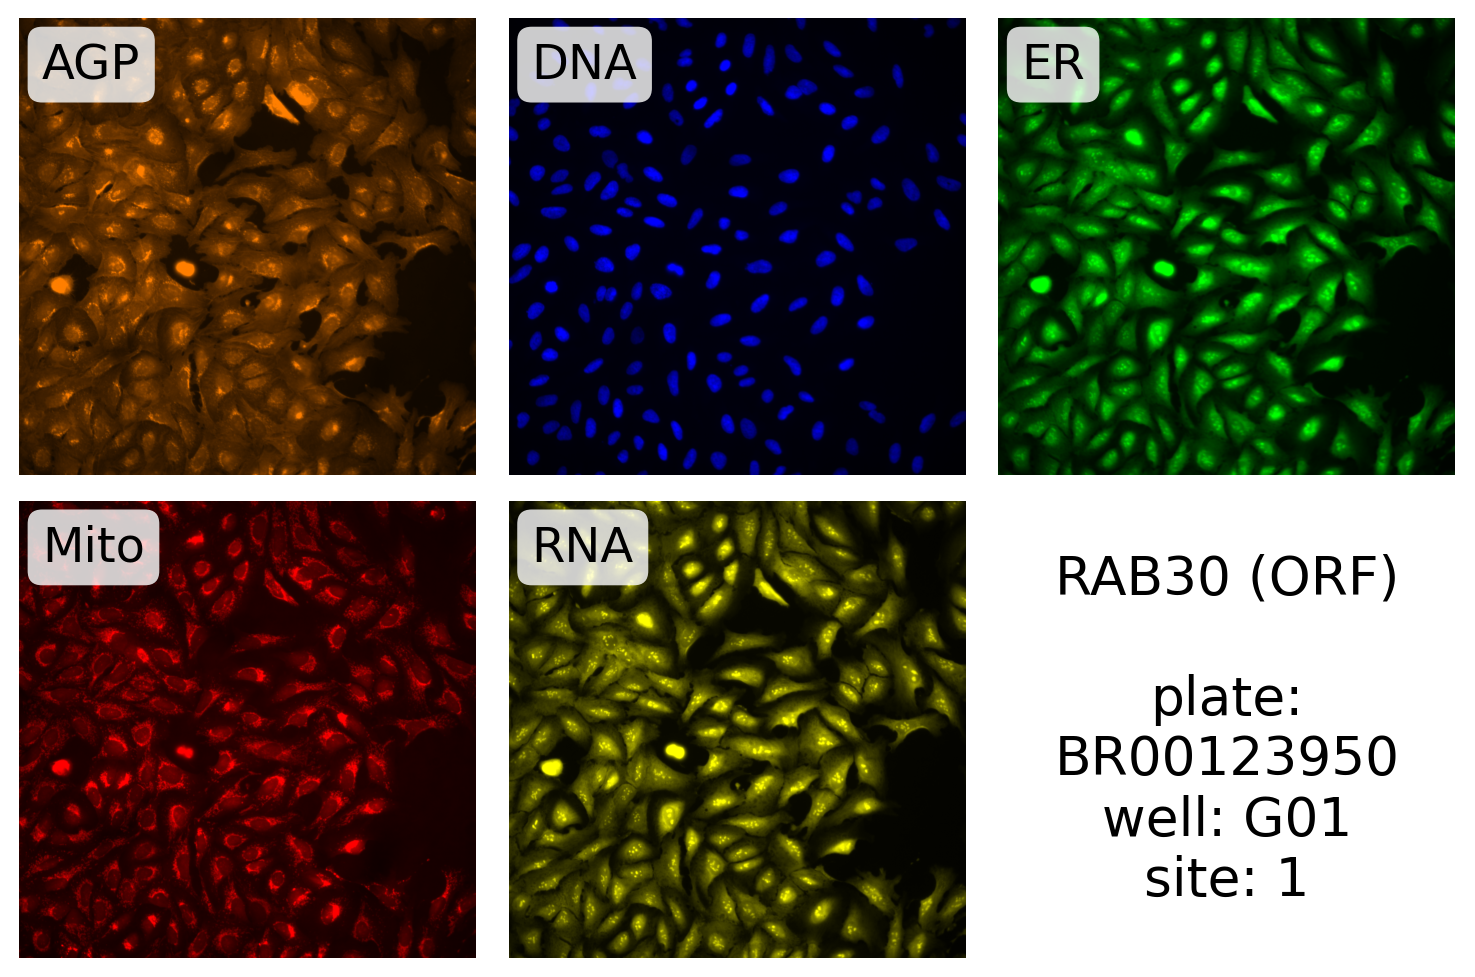 AGP
DNA
ER
Mito
RNA
RAB30 (ORF)
plate:
BR00123950
well: G01
site: 1